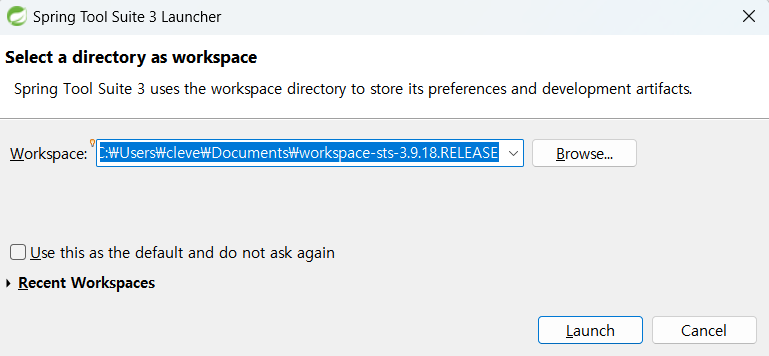 Spring Tool Suite 3 Launcher
Select a directory as workspace
Spring Tool Suite 3 uses the workspace directory to store its preferences and development artifacts.
Workspace: C:₩Users₩cleve₩Documents₩workspace-sts-3.9.18.RELEASE Browse...
Use this as the default and do not ask again
Recent Workspaces
Launch Cancel